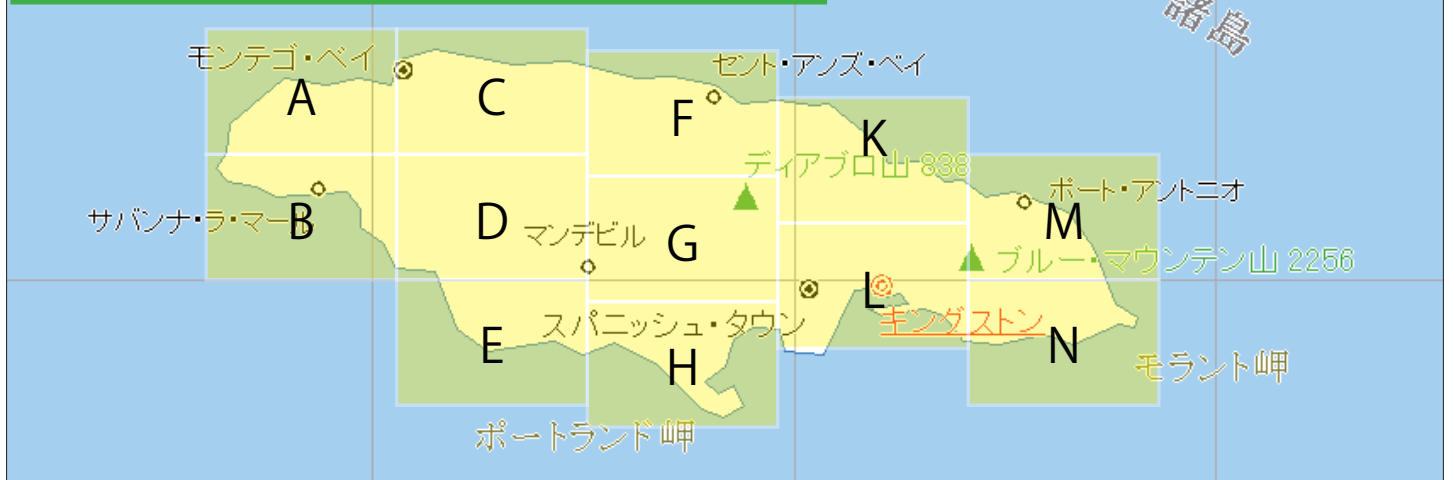 諸島
モンテゴ・ベイ
セント・アンズ・ベイ
A
C
F
K
ディアブロ山 838
ポート・アントニオ
サバンナ・ラ・マール
B
D
マンデビル
G
M
ブルー・マウンテン山 2256
L
スパニッシュ・タウン
キングストン
E
H
N
モラント岬
ポートランド岬